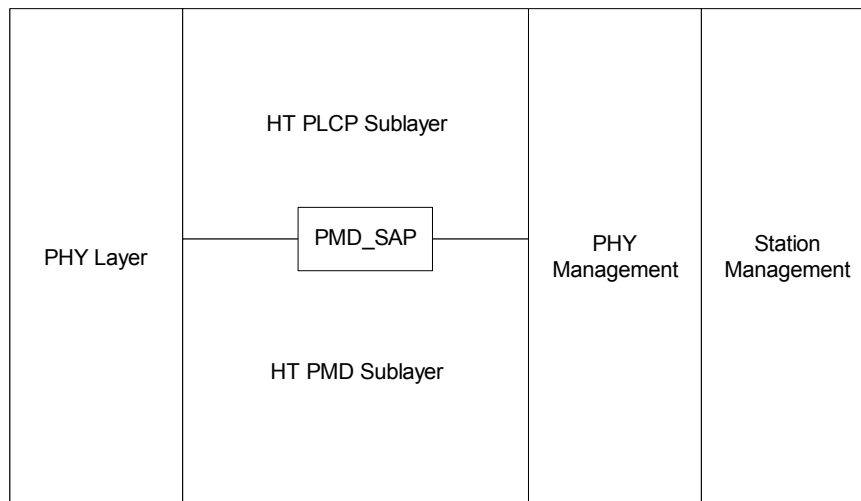 HT PLCP Sublayer
PHY Layer
PMD_SAP
PHY
Management
Station
Management
HT PMD Sublayer